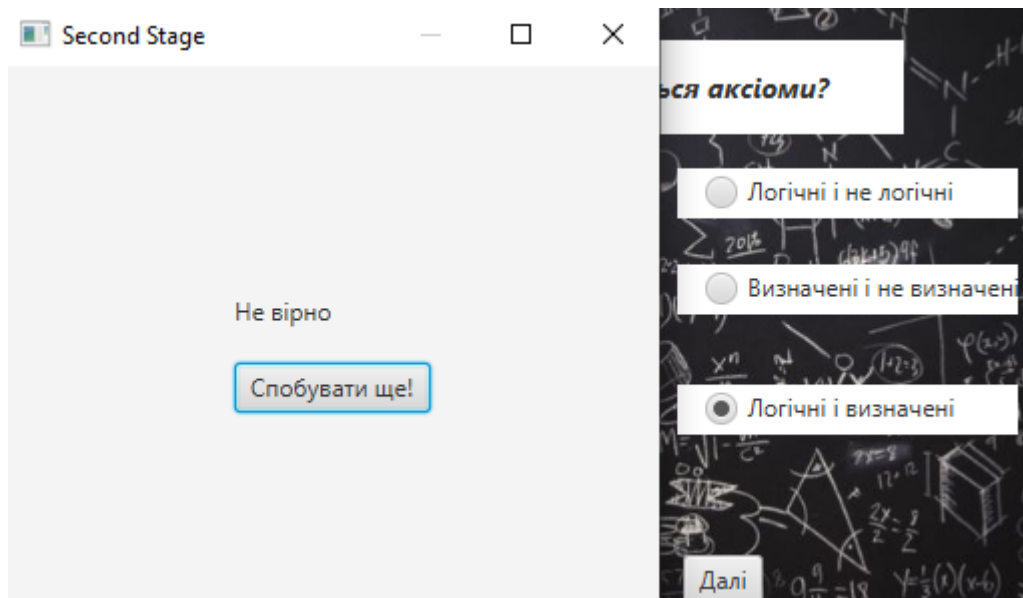 Second Stage
Не вірно
Спобувати ще!
ься аксіоми?
Логічні і не логічні
Визначені і не визначені
Логічні і визначені
Далі